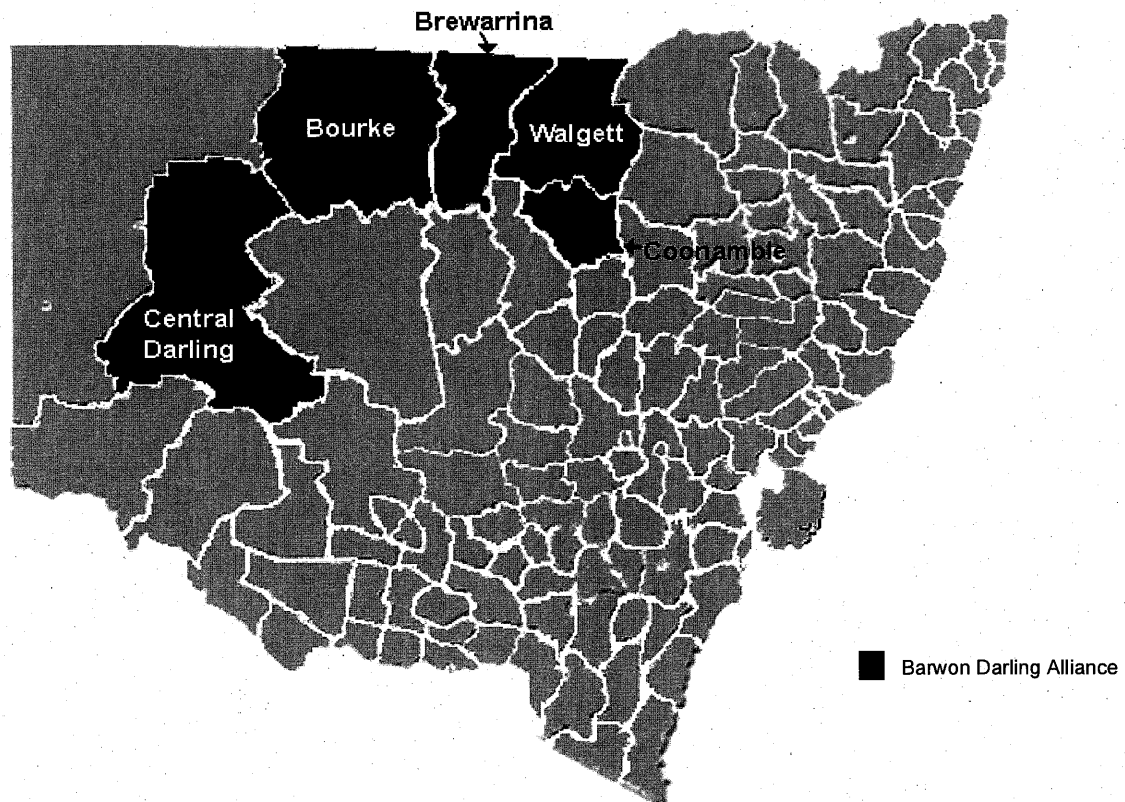 Brewarrina
Bourke
Walgett
Coonamble
Central
Darling
Barwon Darling Alliance